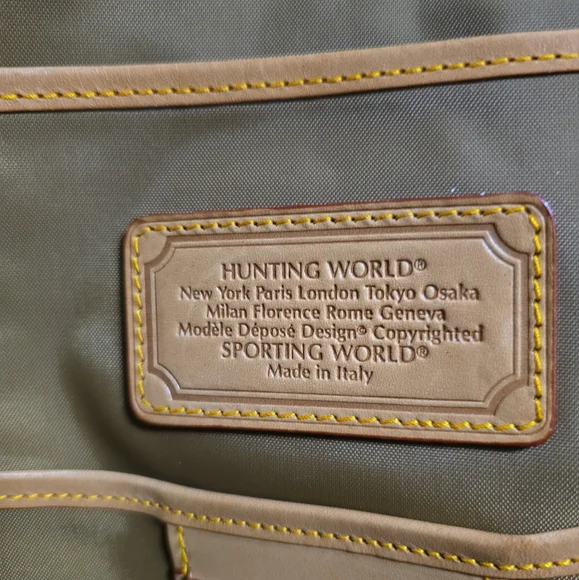 HUNTING WORLD®
New York Paris London Tokyo Osaka
Milan Florence Rome Geneva
Modèle Déposé Design® Copyrighted
SPORTING WORLD®
Made in Italy